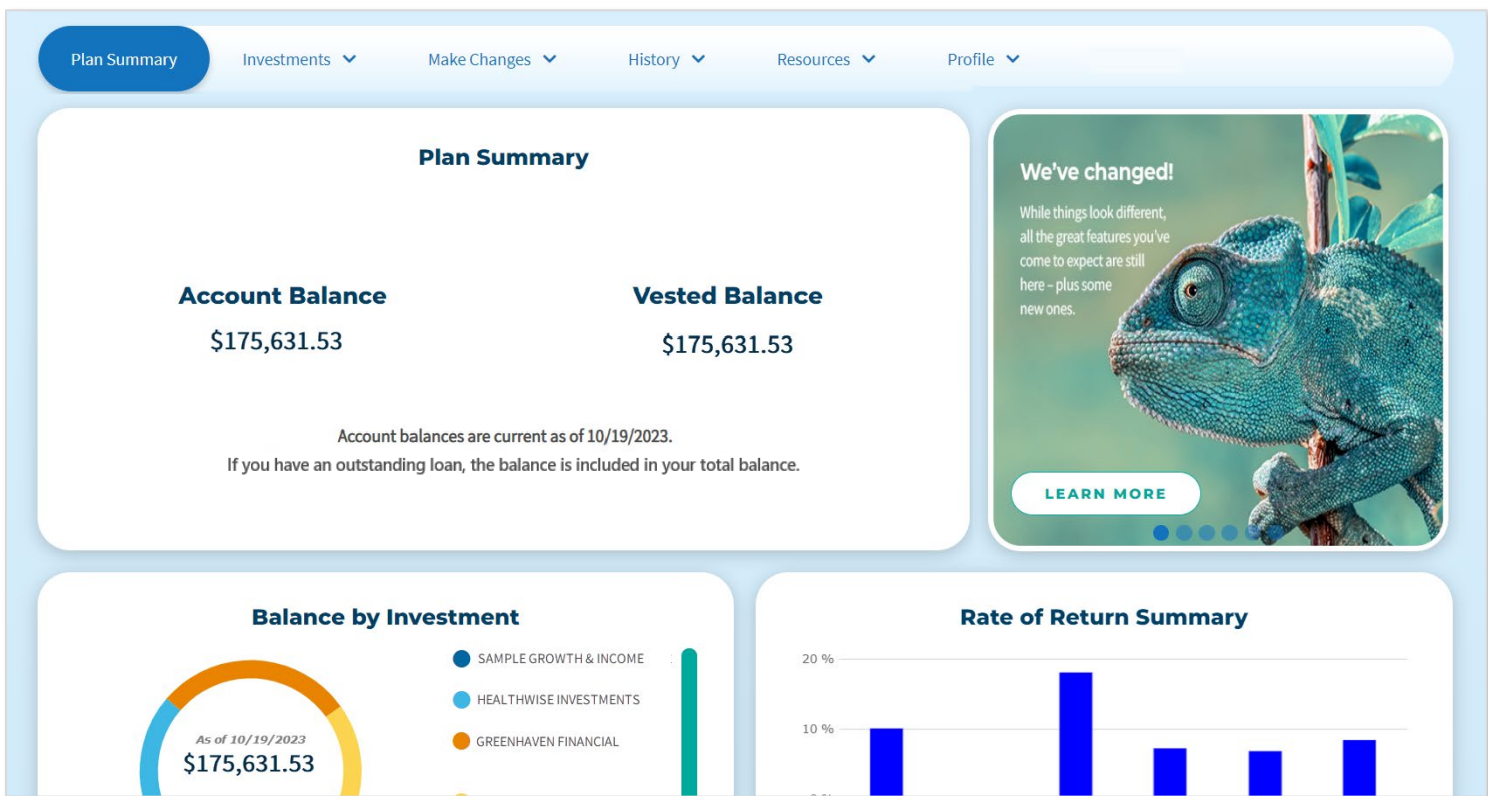 Plan Summary
Investments
Make Changes
History
Resources
Profile
Plan Summary
Account Balance
$175,631.53
Vested Balance
$175,631.53
Account balances are current as of 10/19/2023.
If you have an outstanding loan, the balance is included in your total balance.
We've changed!
While things look different,
all the great features you've
come to expect are still
here – plus some
new ones.
LEARN MORE
Balance by Investment
As of 10/19/2023
$175,631.53
SAMPLE GROWTH & INCOME
HEALTHWISE INVESTMENTS
GREENHAVEN FINANCIAL
Rate of Return Summary
20 %
10 %